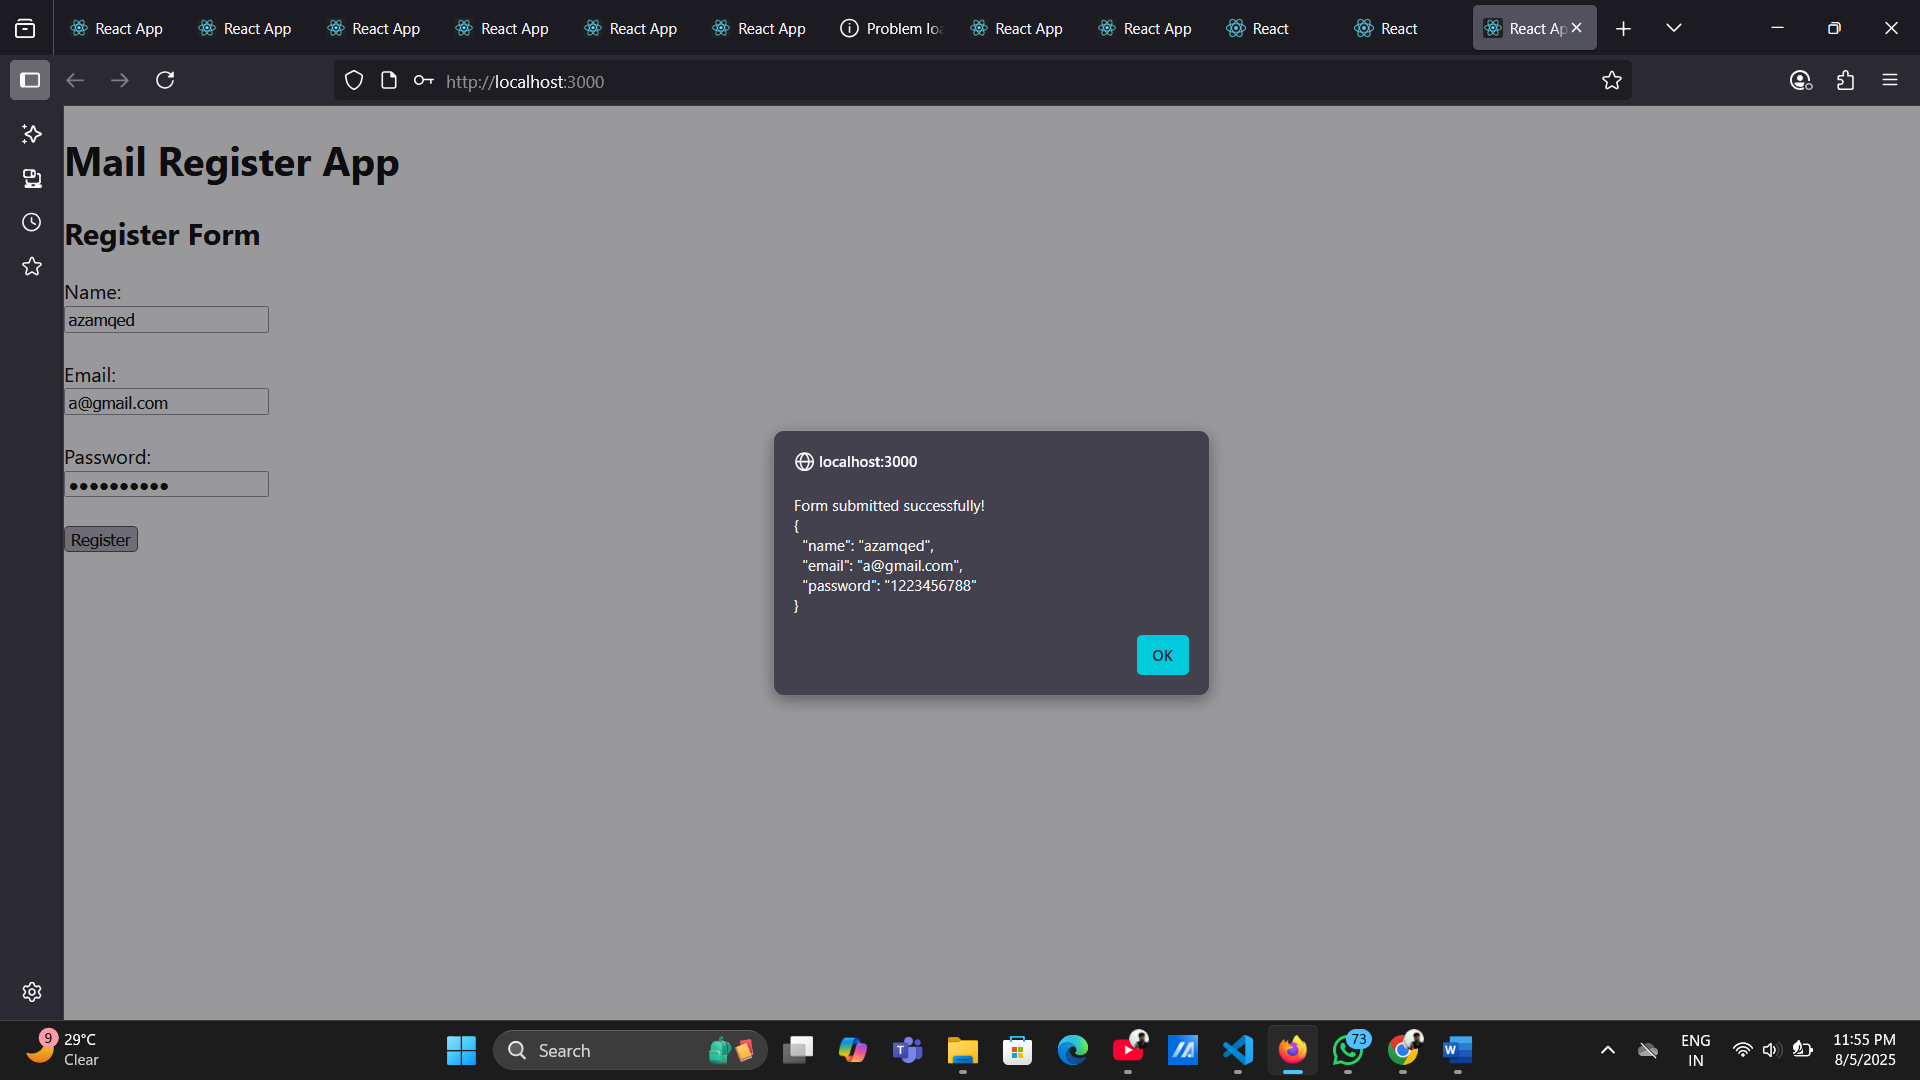 React App
React App
React App
React App
React App
React App
Problem loa
React App
React App
React
React
React Ap
http://localhost:3000
Mail Register App
Register Form
Name:
azamqed
Email:
a@gmail.com
Password:
●●●●●●●●●●
Register
localhost:3000
Form submitted successfully!
{
"name": "azamqed",
"email": "a@gmail.com",
"password": "1223456788"
}
OK
9
29°C
Clear
Search
73
ENG
IN
11:55 PM
8/5/2025